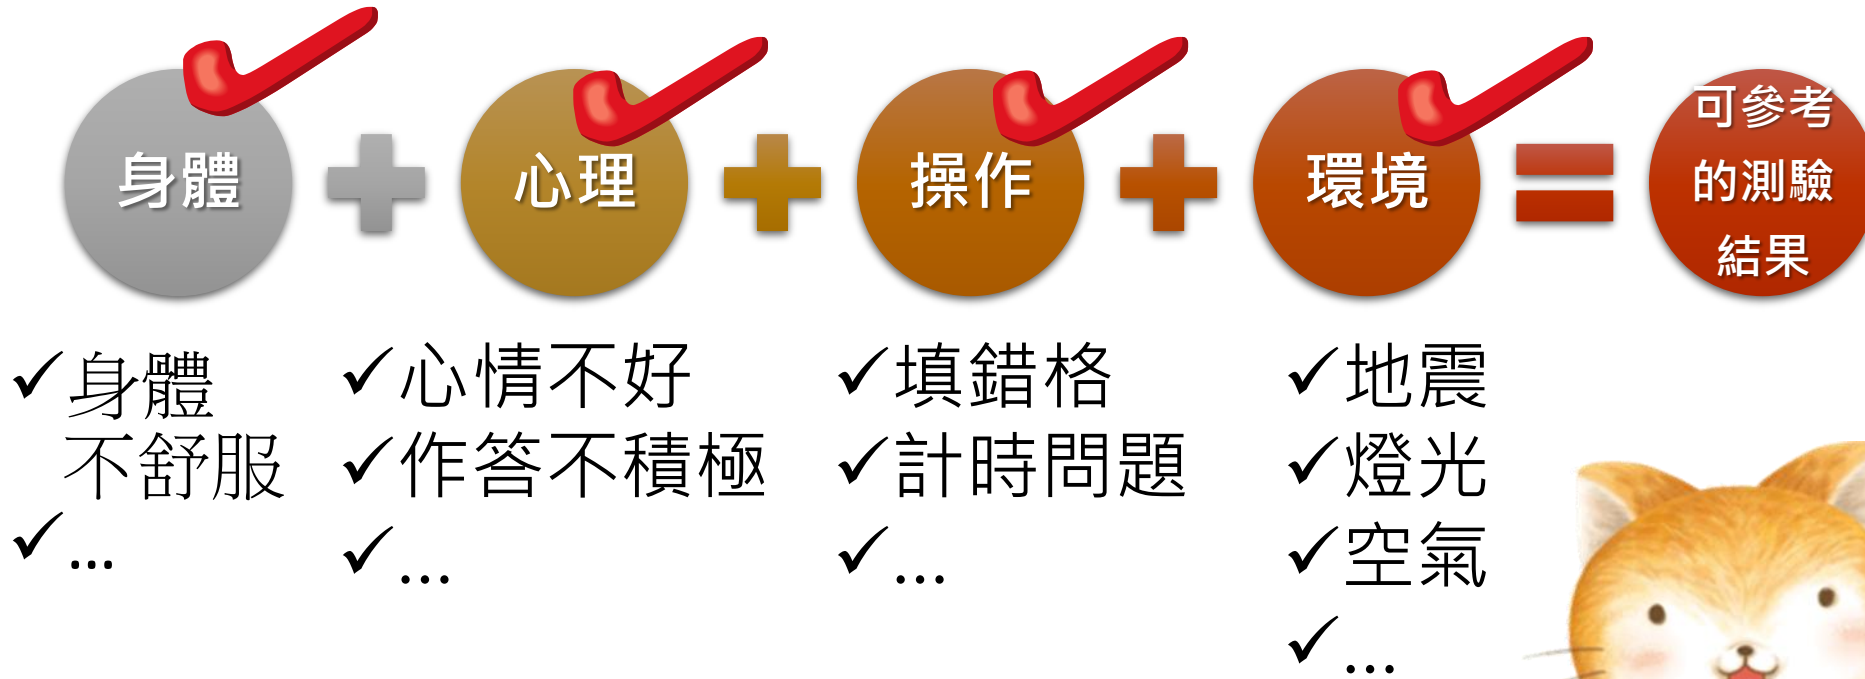 身體
心理
操作
環境
可參考
的測驗
結果
✓身體
不舒服
✓...
✓心情不好
✓作答不積極
✓...
✓填錯格
✓計時問題
✓...
✓地震
✓燈光
✓空氣
✓...